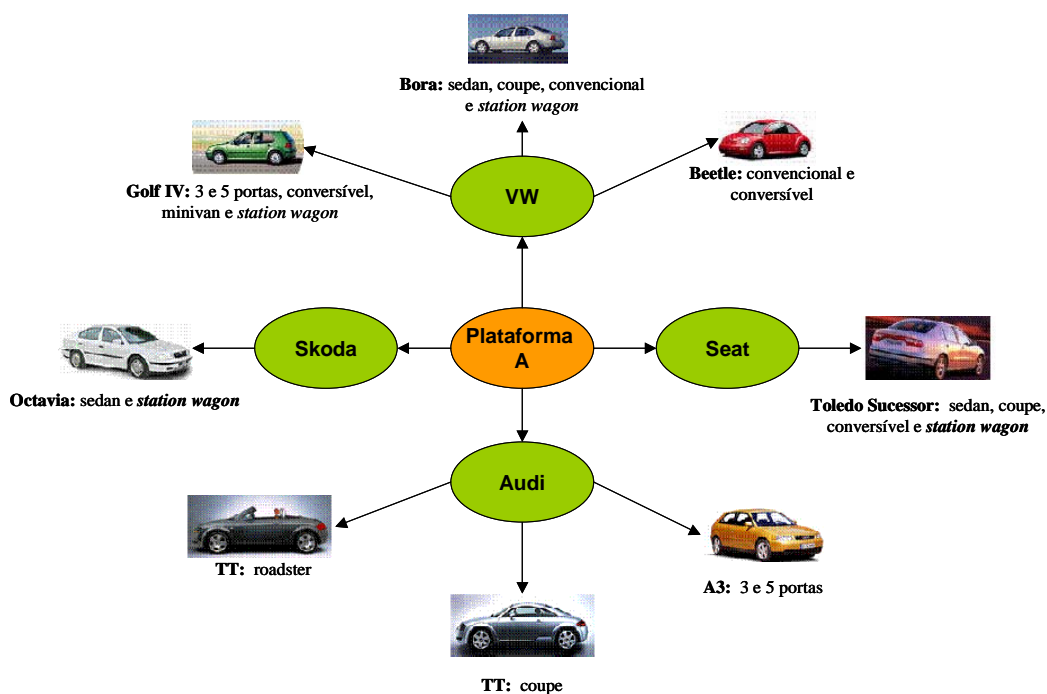 Bora: sedan, coupe, convencional
e station wagon
Golf IV: 3 e 5 portas, conversível,
minivan e station wagon
VW
Beetle: convencional e
conversível
Skoda
Plataforma
A
Seat
Octavia: sedan e station wagon
Toledo Sucessor: sedan, coupe,
conversível e station wagon
Audi
TT: roadster
A3: 3 e 5 portas
TT: coupe